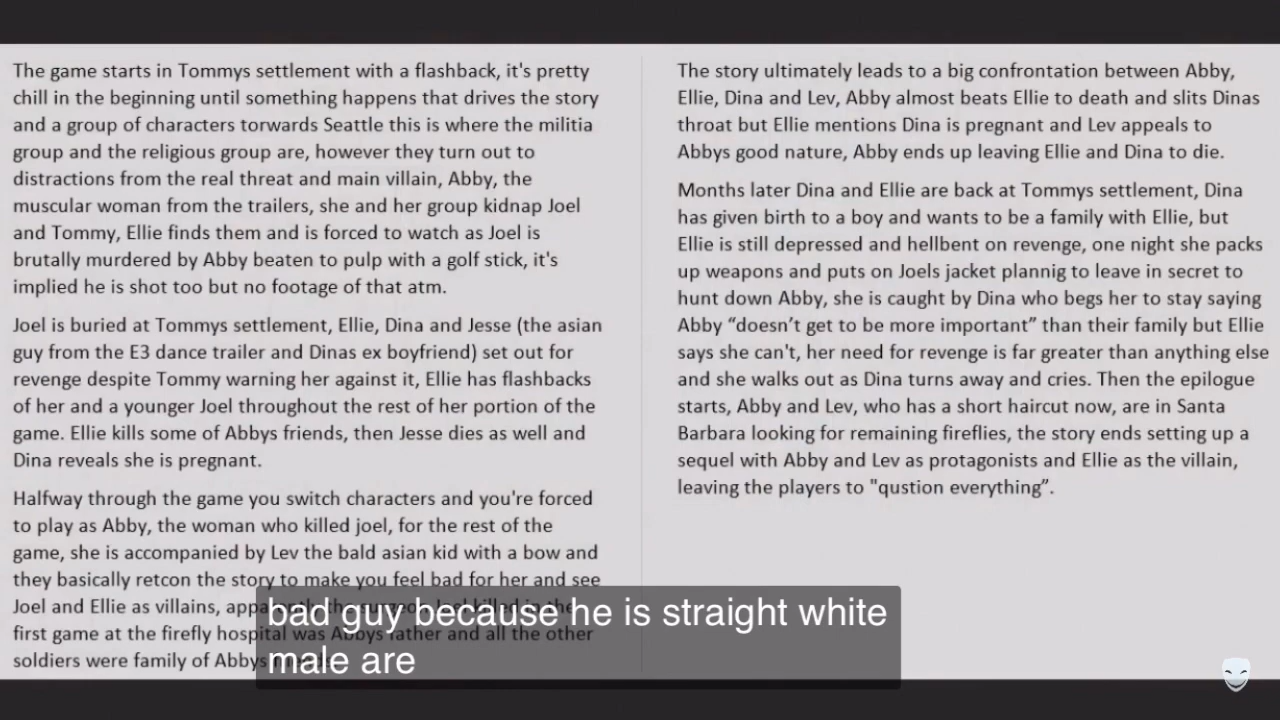 The game starts in Tommys settlement with a flashback, it's pretty
chill in the beginning until something happens that drives the story
and a group of characters torwards Seattle this is where the militia
group and the religious group are, however they turn out to
distractions from the real threat and main villain, Abby, the
muscular woman from the trailers, she and her group kidnap Joel
and Tommy, Ellie finds them and is forced to watch as Joel is
brutally murdered by Abby beaten to pulp with a golf stick, it's
implied he is shot too but no footage of that atm.
Joel is buried at Tommys settlement, Ellie, Dina and Jesse (the asian
guy from the E3 dance trailer and Dinas ex boyfriend) set out for
revenge despite Tommy warning her against it, Ellie has flashbacks
of her and a younger Joel throughout the rest of her portion of the
game. Ellie kills some of Abbys friends, then Jesse dies as well and
Dina reveals she is pregnant.
Halfway through the game you switch characters and you're forced
to play as Abby, the woman who killed joel, for the rest of the
game, she is accompanied by Lev the bald asian kid with a bow and
they basically retcon the story to make you feel bad for her and see
Joel and Ellie as villains, apparently the surgeon Joel killed in the
first game at the firefly hospital was Abbys father and all the other
soldiers were family of Abbys
The story ultimately leads to a big confrontation between Abby,
Ellie, Dina and Lev, Abby almost beats Ellie to death and slits Dinas
throat but Ellie mentions Dina is pregnant and Lev appeals to
Abbys good nature, Abby ends up leaving Ellie and Dina to die.
Months later Dina and Ellie are back at Tommys settlement, Dina
has given birth to a boy and wants to be a family with Ellie, but
Ellie is still depressed and hellbent on revenge, one night she packs
up weapons and puts on Joels jacket plannig to leave in secret to
hunt down Abby, she is caught by Dina who begs her to stay saying
Abby “doesn’t get to be more important” than their family but Ellie
says she can't, her need for revenge is far greater than anything else
and she walks out as Dina turns away and cries. Then the epilogue
starts, Abby and Lev, who has a short haircut now, are in Santa
Barbara looking for remaining fireflies, the story ends setting up a
sequel with Abby and Lev as protagonists and Ellie as the villain,
leaving the players to "qustion everything”.
bad guy because he is straight white
male are